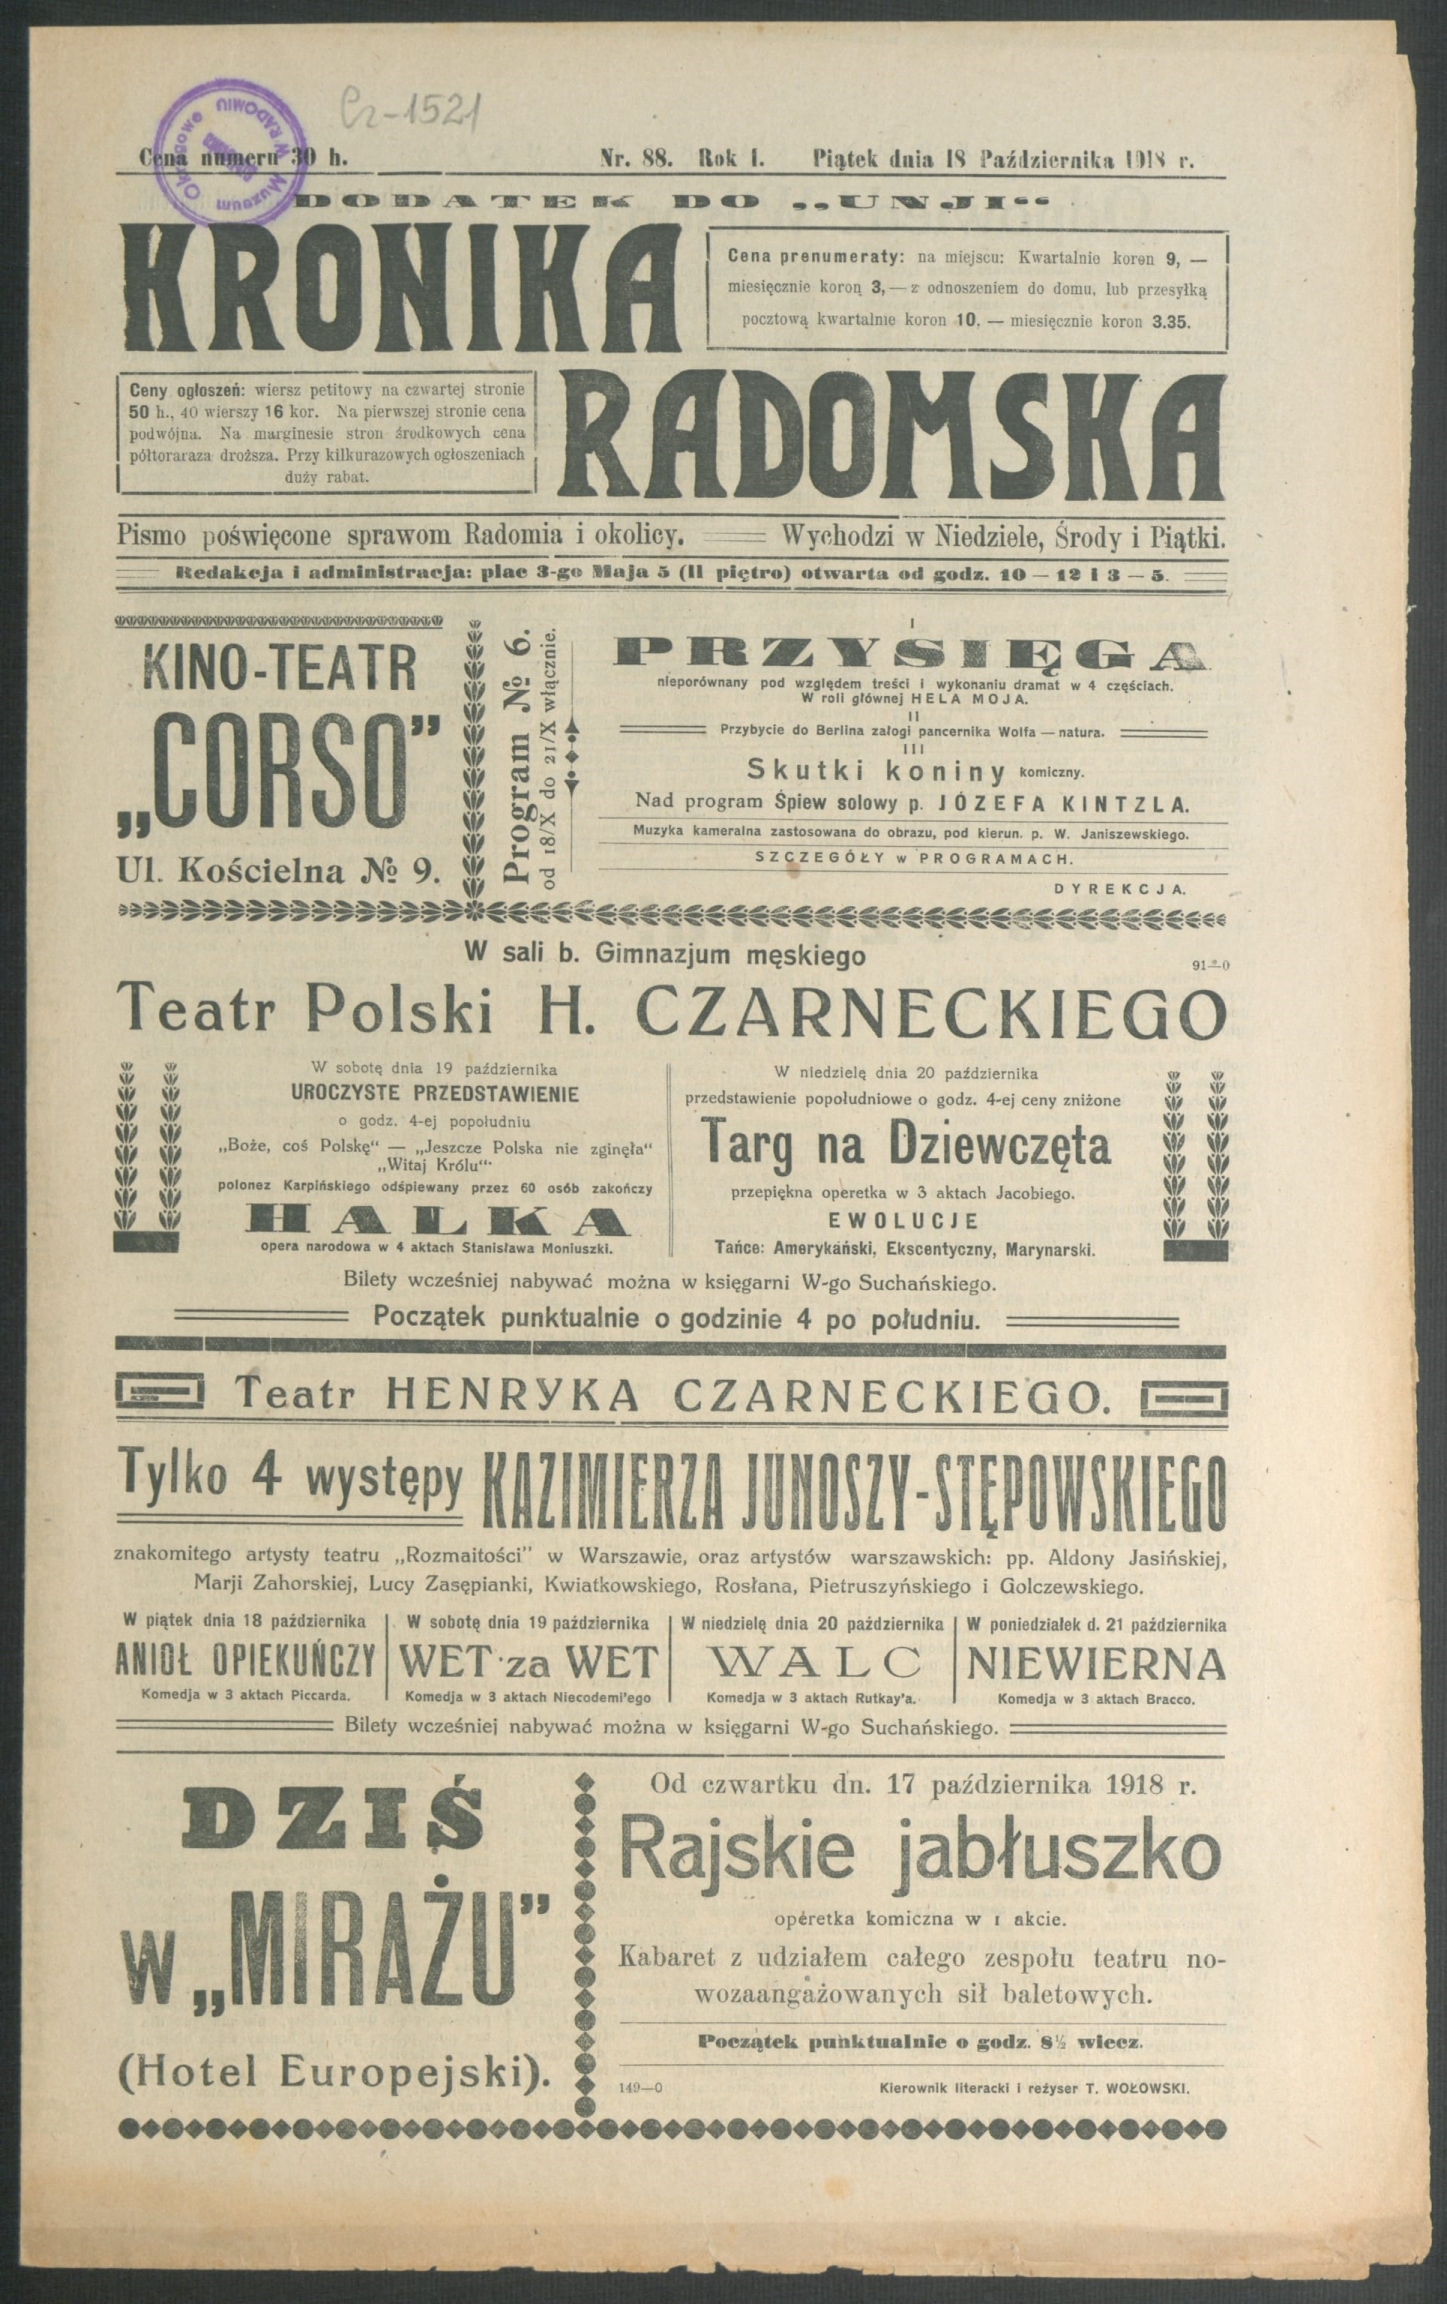 Cz-1521
Muzeum Okręgowe w RADOMIU
Cena numeru 30 h. Nr. 88. Rok I. Piątek dnia 18 Października 1918 r.
DODATEK DO „UNJI“
KRONIKA
Cena prenumeraty: na miejscu: Kwartalnie koron 9, —
miesięcznie koron 3, — z odnoszeniem do domu, lub przesyłką
pocztową kwartalnie koron 10. — miesięcznie koron 3.35.
Ceny ogłoszeń: wiersz petitowy na czwartej stronie
50 h., 40 wierszy 16 kor. Na pierwszej stronie cena
podwójna. Na marginesie stron środkowych cena
półtoraraza droższa. Przy kilkurazowych ogłoszeniach
duży rabat.
RADOMSKA
Pismo poświęcone sprawom Radomia i okolicy. Wychodzi w Niedziele, Środy i Piątki.
Redakcja i administracja: plac 3-go Maja 5 (II piętro) otwarta od godz. 10 — 12 i 3 — 5.
KINO-TEATR
„CORSO”
Ul. Kościelna № 9.
Program № 6.
od 18/X do 21/X włącznie.
I
PRZYSIĘGA
nieporównany pod względem treści i wykonaniu dramat w 4 częściach.
W roli głównej HELA MOJA.
II
Przybycie do Berlina załogi pancernika Wolfa — natura.
III
Skutki koniny komiczny.
Nad program Śpiew solowy p. JÓZEFA KINTZLA.
Muzyka kameralna zastosowana do obrazu, pod kierun. p. W. Janiszewskiego.
SZCZEGÓŁY w PROGRAMACH.
DYREKCJA.
W sali b. Gimnazjum męskiego
91—0
Teatr Polski H. CZARNECKIEGO
W sobotę dnia 19 października
UROCZYSTE PRZEDSTAWIENIE
o godz. 4-ej popołudniu
„Boże, coś Polskę“ — „Jeszcze Polska nie zginęła“
„Witaj Królu“
polonez Karpińskiego odśpiewany przez 60 osób zakończy
HALKA
opera narodowa w 4 aktach Stanisława Moniuszki.
W niedzielę dnia 20 października
przedstawienie popołudniowe o godz. 4-ej ceny zniżone
Targ na Dziewczęta
przepiękna operetka w 3 aktach Jacobiego.
EWOLUCJE
Tańce: Amerykański, Ekscentyczny, Marynarski.
Bilety wcześniej nabywać można w księgarni W-go Suchańskiego.
Początek punktualnie o godzinie 4 po południu.
Teatr HENRYKA CZARNECKIEGO.
Tylko 4 występy KAZIMIERZA JUNOSZY-STĘPOWSKIEGO
znakomitego artysty teatru „Rozmaitości” w Warszawie, oraz artystów warszawskich: pp. Aldony Jasińskiej,
Marji Zahorskiej, Lucy Zasępianki, Kwiatkowskiego, Rosłana, Pietruszyńskiego i Golczewskiego.
W piątek dnia 18 października
ANIOŁ OPIEKUŃCZY
Komedja w 3 aktach Piccarda.
W sobotę dnia 19 października
WET za WET
Komedja w 3 aktach Niecodemi'ego
W niedzielę dnia 20 października
WALC
Komedja w 3 aktach Rutkay'a.
W poniedziałek d. 21 października
NIEWIERNA
Komedja w 3 aktach Bracco.
Bilety wcześniej nabywać można w księgarni W-go Suchańskiego.
DZIŚ
w „MIRAŻU”
(Hotel Europejski).
Od czwartku dn. 17 października 1918 r.
Rajskie jabłuszko
operetka komiczna w 1 akcie.
Kabaret z udziałem całego zespołu teatru no-
wozaangażowanych sił baletowych.
Początek punktualnie o godz. 8½ wiecz.
149—0 Kierownik literacki i reżyser T. WOŁOWSKI.